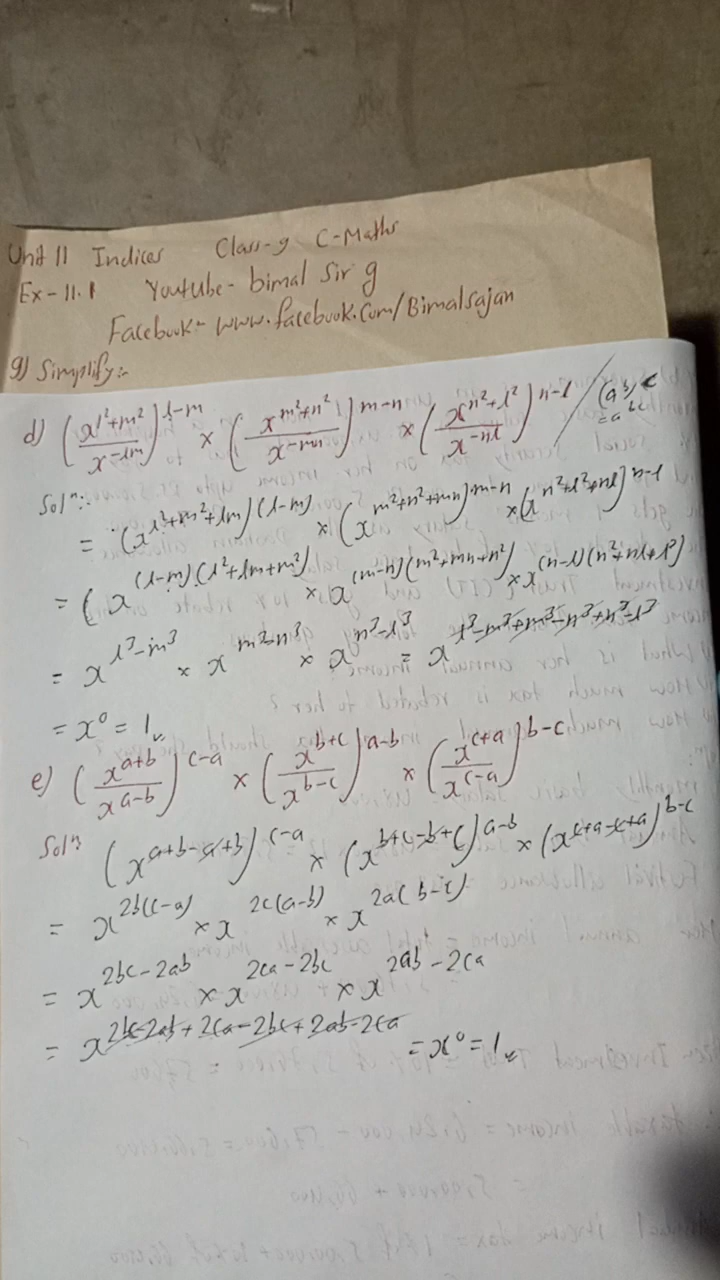 Unit 11 Indices Class-9 C-Maths
Ex-11.1 Youtube- bimal Sir g
Facebook- www.facebook.com/Bimalsajan
9) Simplify:-
d) (x^(l²+m²)/x^(-lm))^(l-m) × (x^(m²+n²)/x^(-mn))^(m-n) × (x^(n²+l²)/x^(-nl))^(n-l) / (a^b)^c = a^bc
Solⁿ:-
= (x^(l²+m²+lm))^(l-m) × (x^(m²+n²+mn))^(m-n) × (x^(n²+l²+nl))^(n-l)
= (x^((l-m)(l²+lm+m²)) × x^((m-n)(m²+mn+n²)) × x^((n-l)(n²+nl+l²))
= x^(l³-m³) × x^(m³-n³) × x^(n³-l³) = x^(l³-m³+m³-n³+n³-l³)
= x⁰ = 1
e) (x^(a+b)/x^(a-b))^(c-a) × (x^(b+c)/x^(b-c))^(a-b) × (x^(c+a)/x^(c-a))^(b-c)
Solⁿ: (x^(a+b-a+b))^(c-a) × (x^(b+c-b+c))^(a-b) × (x^(c+a-c+a))^(b-c)
= x^(2b(c-a)) × x^(2c(a-b)) × x^(2a(b-c))
= x^(2bc-2ab) × x^(2ca-2bc) × x^(2ab-2ca)
= x^(2bc-2ab+2ca-2bc+2ab-2ca) = x⁰ = 1